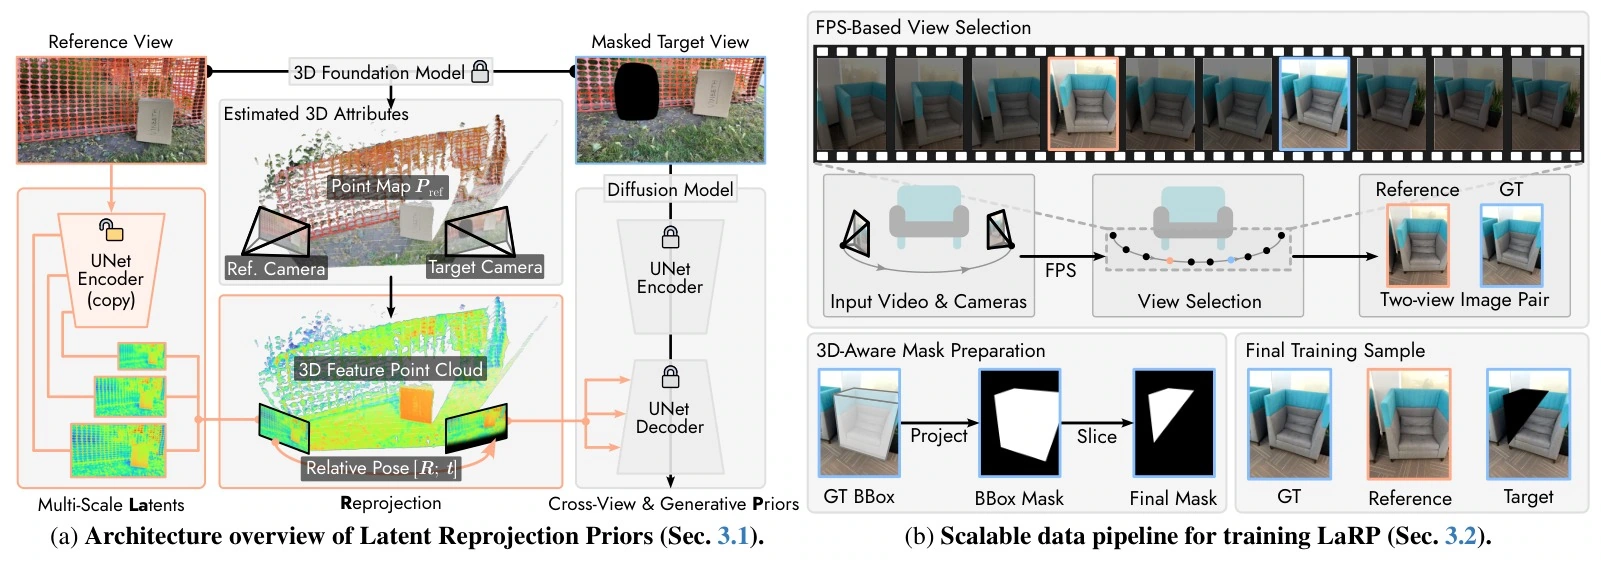 Reference View
Masked Target View
3D Foundation Model
Estimated 3D Attributes
Point Map P_ref
Ref. Camera
Target Camera
UNet
Encoder
(copy)
Multi-Scale Latents
3D Feature Point Cloud
Relative Pose [R; t]
Reprojection
Diffusion Model
UNet
Encoder
UNet
Decoder
Cross-View & Generative Priors
(a) Architecture overview of Latent Reprojection Priors (Sec. 3.1).
FPS-Based View Selection
Input Video & Cameras
FPS
View Selection
Reference
GT
Two-view Image Pair
3D-Aware Mask Preparation
Project
Slice
GT BBox
BBox Mask
Final Mask
Final Training Sample
GT
Reference
Target
(b) Scalable data pipeline for training LaRP (Sec. 3.2).